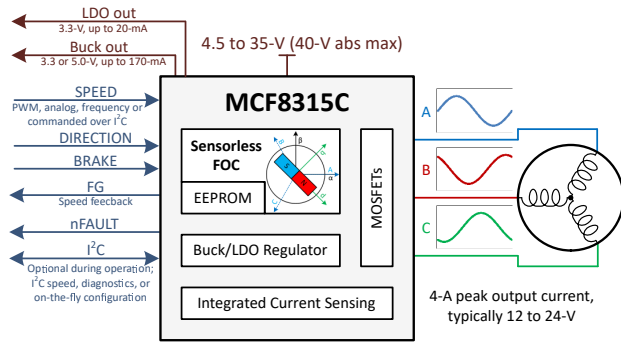 LDO out
3.3-V, up to 20-mA
Buck out
3.3 or 5.0-V, up to 170-mA
4.5 to 35-V (40-V abs max)
SPEED
PWM, analog, frequency or
commanded over I²C
DIRECTION
BRAKE
FG
Speed feecback
nFAULT
I²C
Optional during operation;
I²C speed, diagnostics, or
on-the-fly configuration
MCF8315C
Sensorless
FOC
EEPROM
β
A
α
B
C
d
q
S
N
MOSFETs
Buck/LDO Regulator
Integrated Current Sensing
A
B
C
4-A peak output current,
typically 12 to 24-V